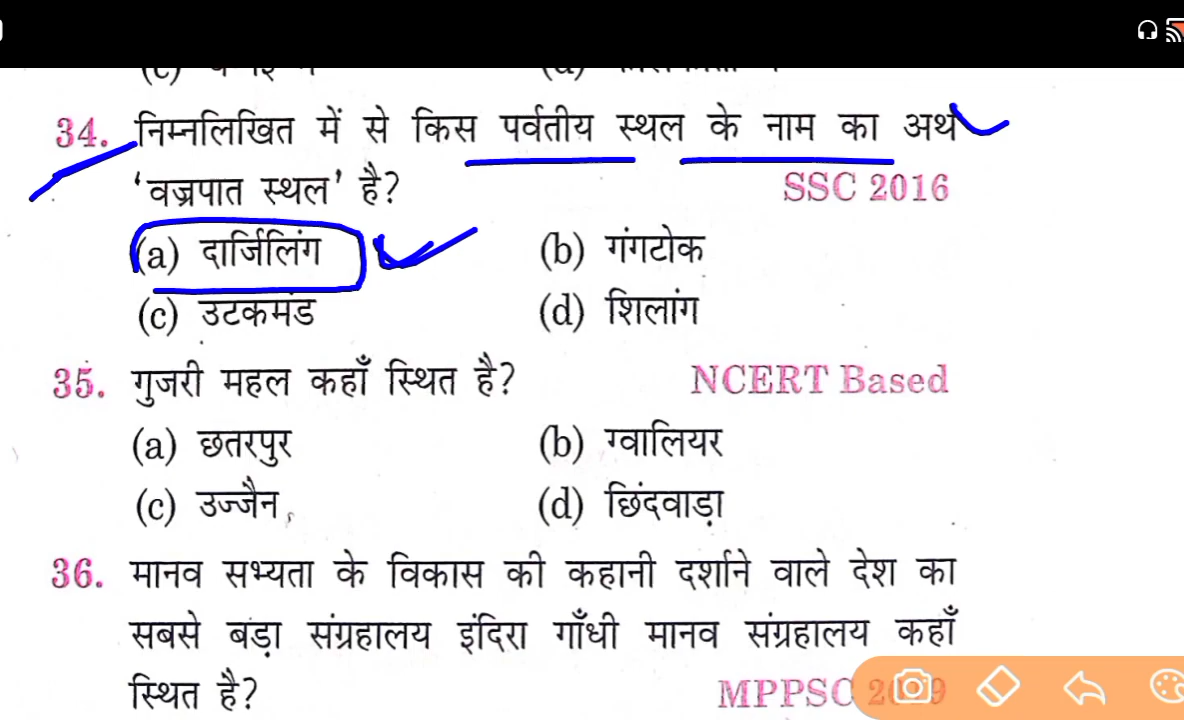 34. निम्नलिखित में से किस पर्वतीय स्थल के नाम का अर्थ
'वज्रपात स्थल' है? SSC 2016
(a) दार्जिलिंग (b) गंगटोक
(c) उटकमंड (d) शिलांग
35. गुजरी महल कहाँ स्थित है? NCERT Based
(a) छतरपुर (b) ग्वालियर
(c) उज्जैन (d) छिंदवाड़ा
36. मानव सभ्यता के विकास की कहानी दर्शाने वाले देश का
सबसे बड़ा संग्रहालय इंदिरा गाँधी मानव संग्रहालय कहाँ
स्थित है? MPPSC